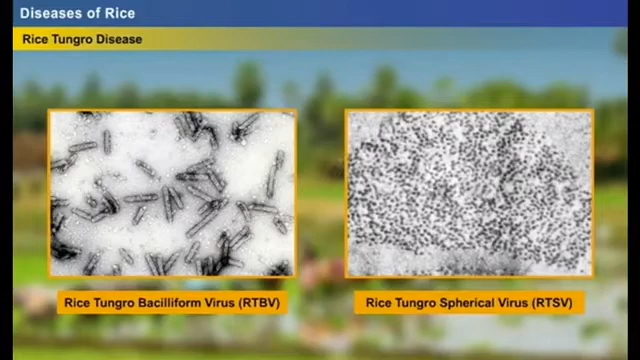 Diseases of Rice
Rice Tungro Disease
Rice Tungro Bacilliform Virus (RTBV)
Rice Tungro Spherical Virus (RTSV)